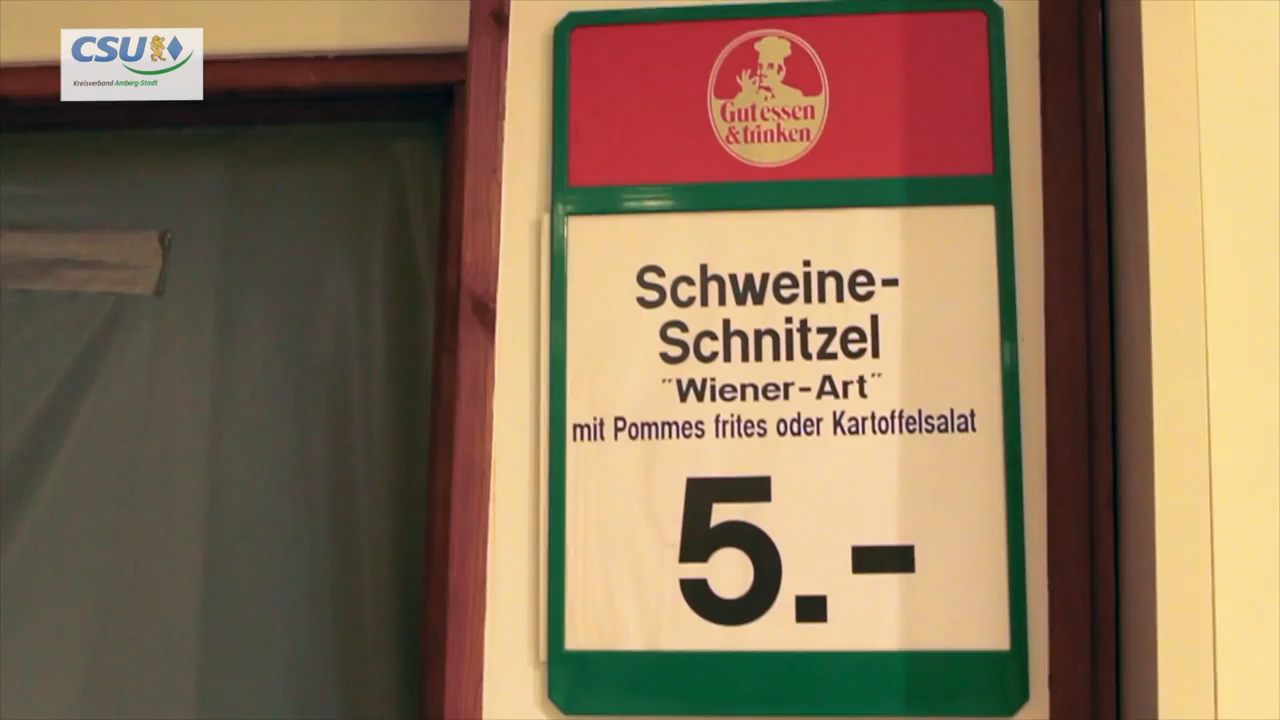 CSU
Kreisverband Amberg-Stadt
Gut essen
& trinken
Schweine-
Schnitzel
"Wiener-Art"
mit Pommes frites oder Kartoffelsalat
5.-